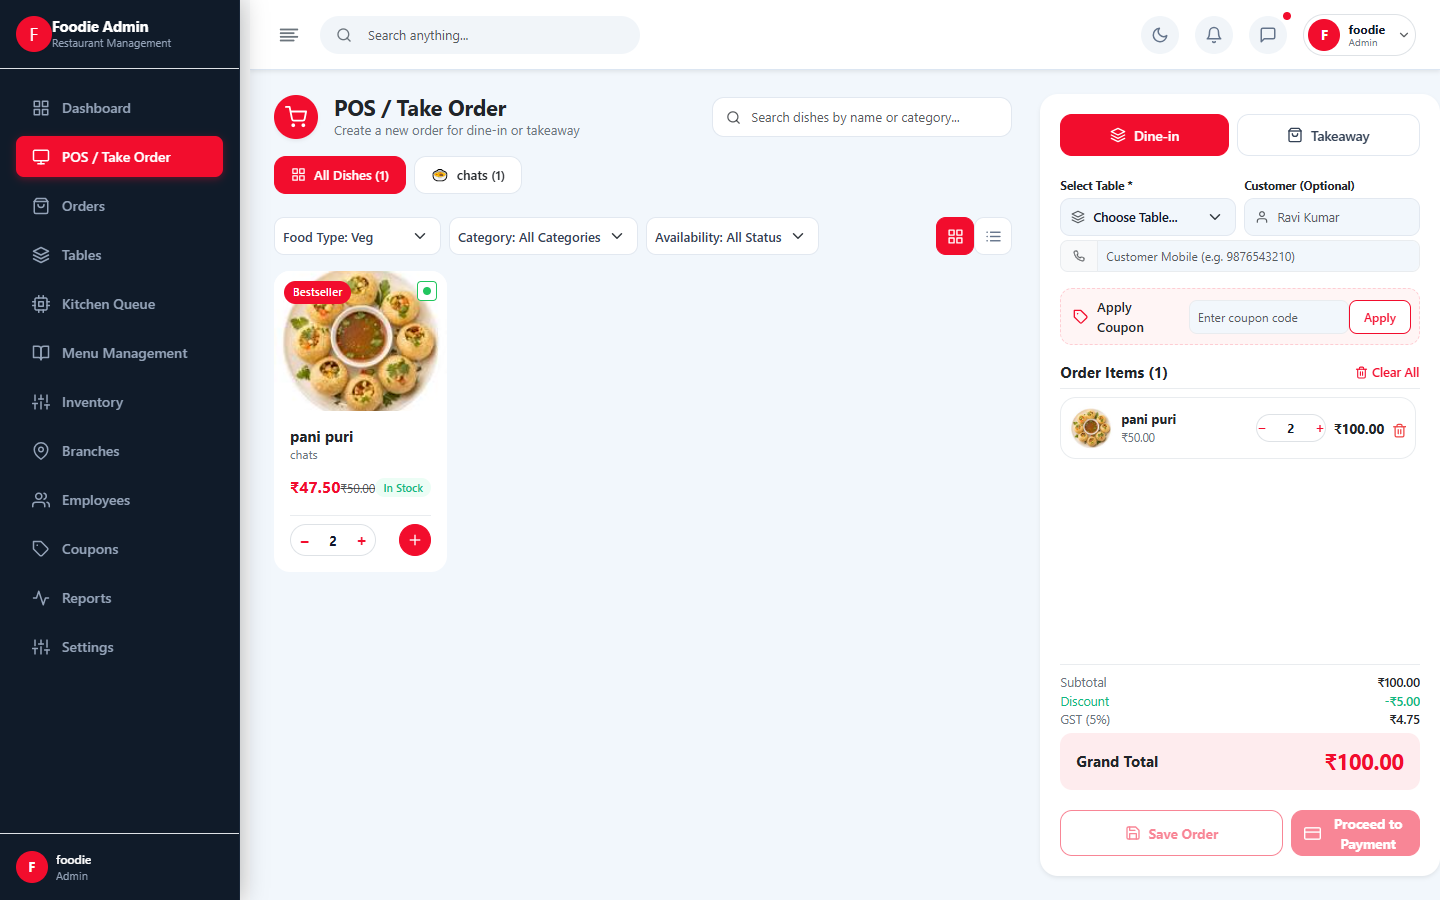 F
Foodie Admin
Restaurant Management
Dashboard
POS / Take Order
Orders
Tables
Kitchen Queue
Menu Management
Inventory
Branches
Employees
Coupons
Reports
Settings
F
foodie
Admin
Search anything...
F
foodie
Admin
POS / Take Order
Create a new order for dine-in or takeaway
Search dishes by name or category...
All Dishes (1)
chats (1)
Food Type: Veg
Category: All Categories
Availability: All Status
Bestseller
pani puri
chats
₹47.50 ₹50.00 In Stock
− 2 + +
Dine-in
Takeaway
Select Table *
Customer (Optional)
Choose Table...
Ravi Kumar
Customer Mobile (e.g. 9876543210)
Apply
Coupon
Enter coupon code
Apply
Order Items (1)
Clear All
pani puri
₹50.00
− 2 +
₹100.00
Subtotal ₹100.00
Discount -₹5.00
GST (5%) ₹4.75
Grand Total ₹100.00
Save Order
Proceed to
Payment